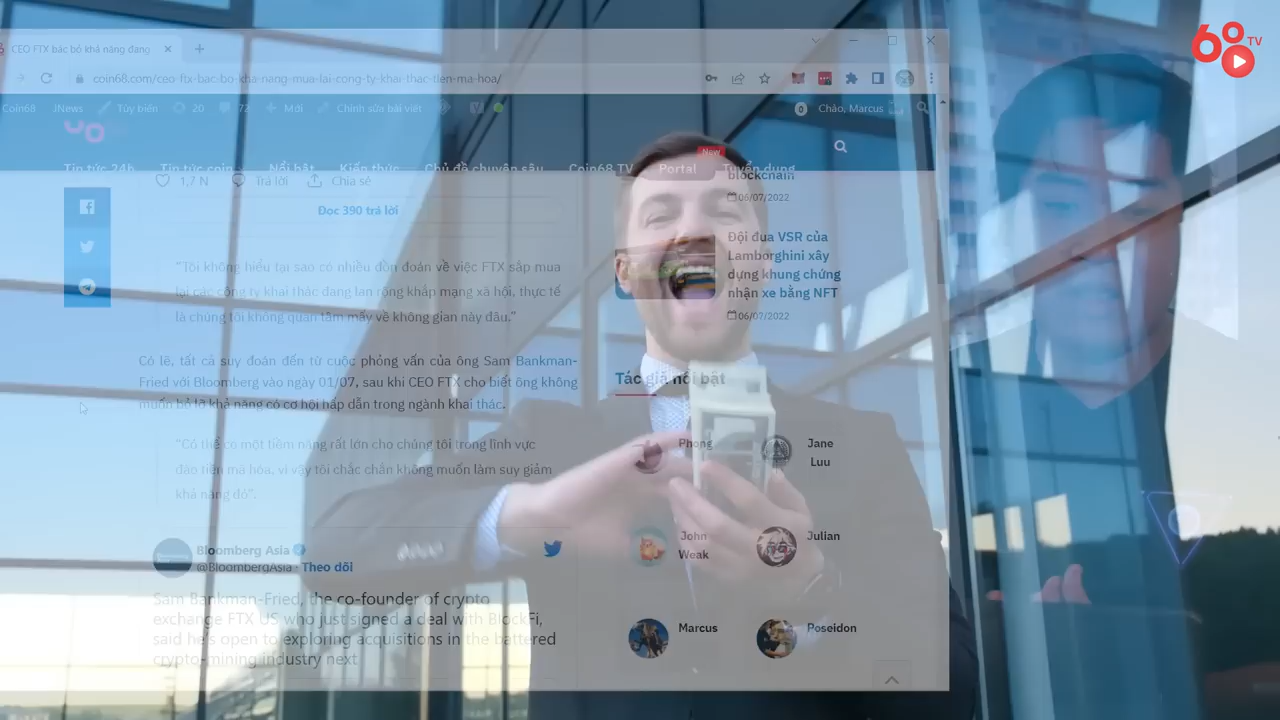 68 TV
CEO FTX bác bỏ khả năng đang
coin68.com/ceo-ftx-bac-bo-kha-nang-mua-lai-cong-ty-khai-thac-tien-ma-hoa/
Coin68 JNews Tùy biến 20 72 Mới Chỉnh sửa bài viết 0 Chào, Marcus
New
Tin tức 24h Tin tức coin Nổi bật Kiến thức Chủ đề chuyên sâu Coin68 TV Portal Tuyển dụng
1,7 N Trả lời Chia sẻ
Đọc 390 trả lời
“Tôi không hiểu tại sao có nhiều đồn đoán về việc FTX sắp mua
lại các công ty khai thác đang lan rộng khắp mạng xã hội, thực tế
là chúng tôi không quan tâm mấy về không gian này đâu.”
Có lẽ, tất cả suy đoán đến từ cuộc phỏng vấn của ông Sam Bankman-
Fried với Bloomberg vào ngày 01/07, sau khi CEO FTX cho biết ông không
muốn bỏ lỡ khả năng có cơ hội hấp dẫn trong ngành khai thác.
“Có thể có một tiềm năng rất lớn cho chúng tôi trong lĩnh vực
đào tiền mã hóa, vì vậy tôi chắc chắn không muốn làm suy giảm
khả năng đó”.
Bloomberg Asia
@BloombergAsia · Theo dõi
Sam Bankman-Fried, the co-founder of crypto
exchange FTX US who just signed a deal with BlockFi,
said he's open to exploring acquisitions in the battered
crypto-mining industry next
blockchain
06/07/2022
Đội đua VSR của
Lamborghini xây
dựng khung chứng
nhận xe bằng NFT
06/07/2022
Tác giả nổi bật
Phong
Jane
Luu
John
Weak
Julian
Marcus
Poseidon